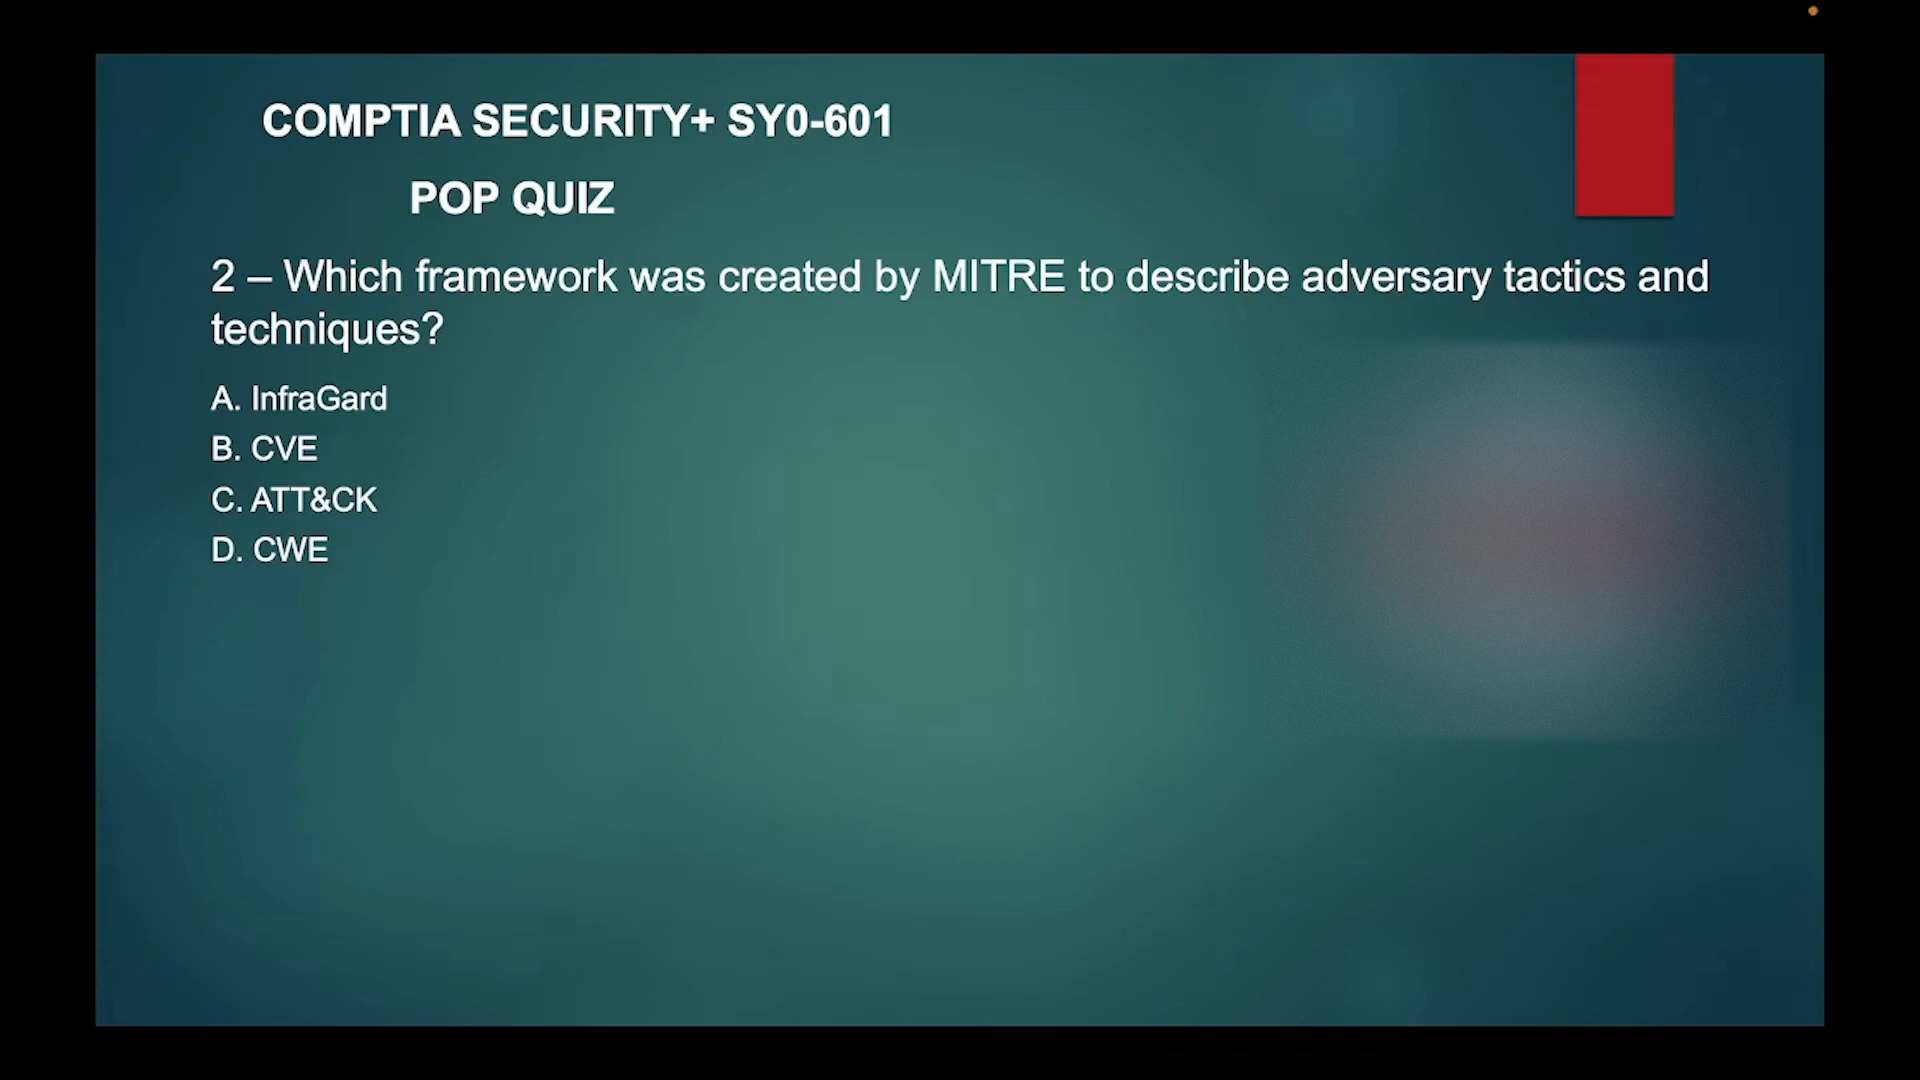 COMPTIA SECURITY+ SY0-601
POP QUIZ
2 – Which framework was created by MITRE to describe adversary tactics and
techniques?
A. InfraGard
B. CVE
C. ATT&CK
D. CWE